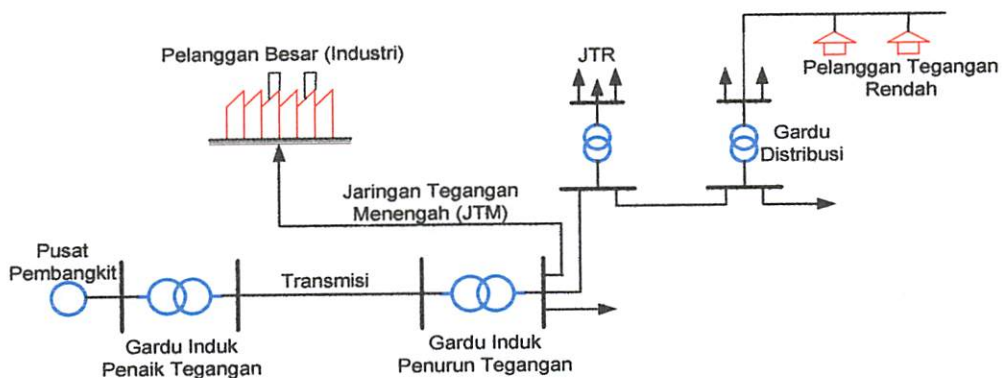 Pelanggan Besar (Industri)
JTR
Pelanggan Tegangan
Rendah
Gardu
Distribusi
Jaringan Tegangan
Menengah (JTM)
Pusat
Pembangkit
Transmisi
Gardu Induk
Penaik Tegangan
Gardu Induk
Penurun Tegangan